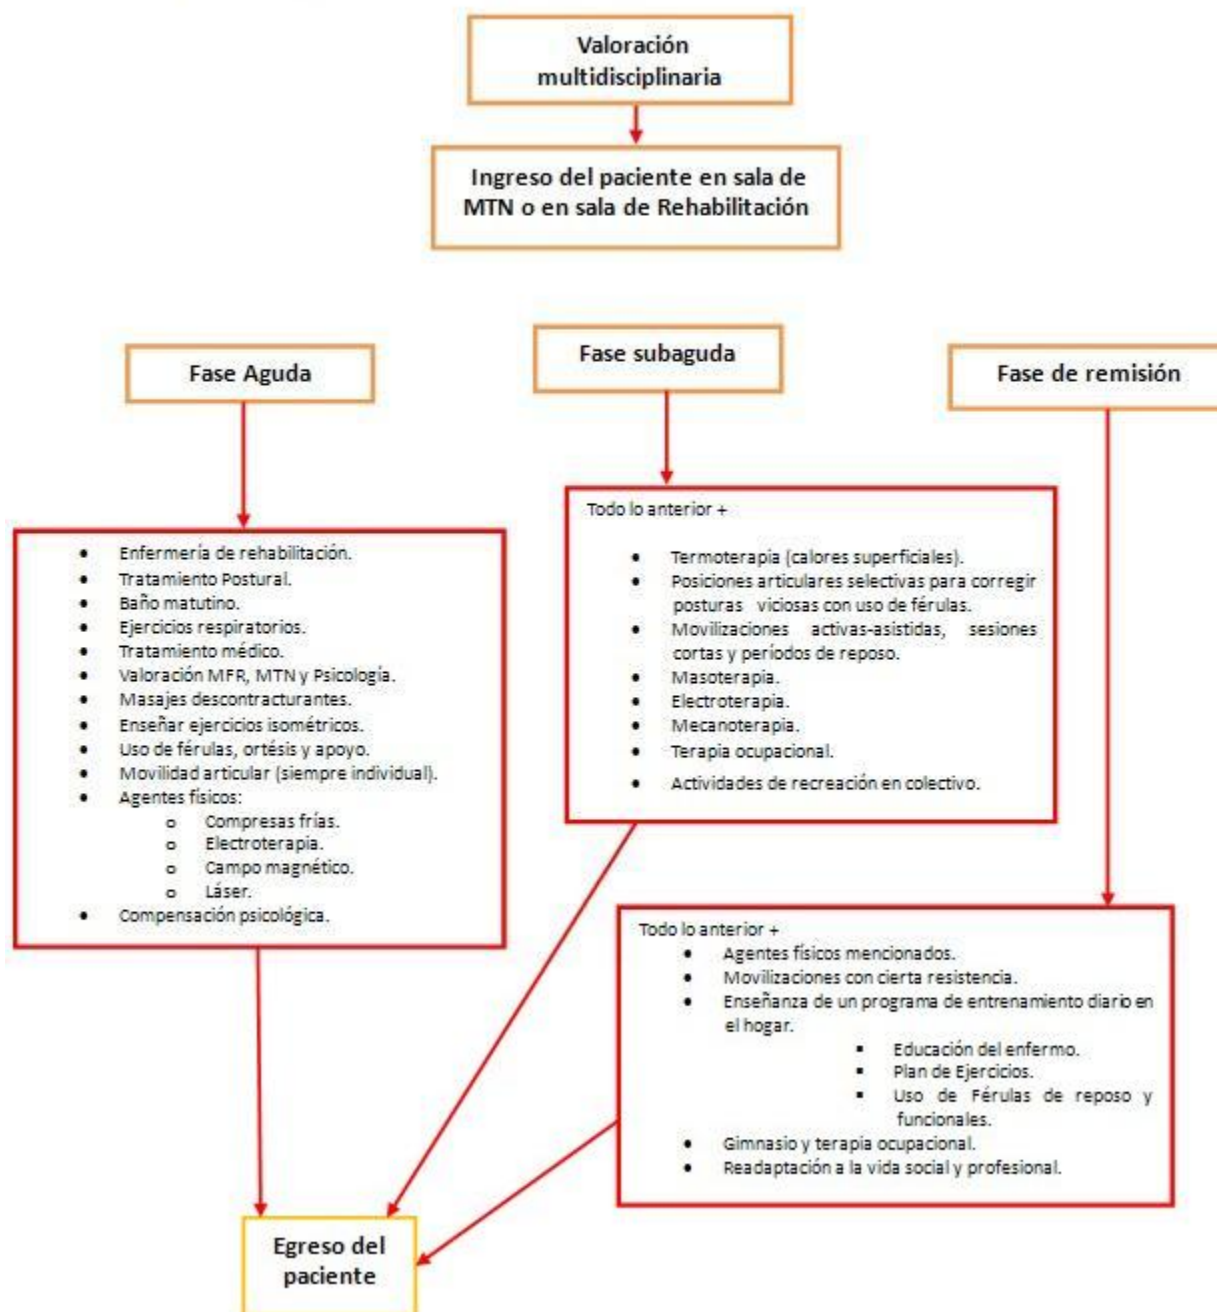 Valoración
multidisciplinaria
Ingreso del paciente en sala de
MTN o en sala de Rehabilitación
Fase Aguda
Fase subaguda
Fase de remisión
• Enfermería de rehabilitación.
• Tratamiento Postural.
• Baño matutino.
• Ejercicios respiratorios.
• Tratamiento médico.
• Valoración MFR, MTN y Psicología.
• Masajes descontracturantes.
• Enseñar ejercicios isométricos.
• Uso de férulas, ortésis y apoyo.
• Movilidad articular (siempre individual).
• Agentes físicos:
o Compresas frías.
o Electroterapia.
o Campo magnético.
o Láser.
• Compensación psicológica.
Todo lo anterior +
• Termoterapia (calores superficiales).
• Posiciones articulares selectivas para corregir
posturas viciosas con uso de férulas.
• Movilizaciones activas-asistidas, sesiones
cortas y períodos de reposo.
• Masoterapia.
• Electroterapia.
• Mecanoterapia.
• Terapia ocupacional.
• Actividades de recreación en colectivo.
Todo lo anterior +
• Agentes físicos mencionados.
• Movilizaciones con cierta resistencia.
• Enseñanza de un programa de entrenamiento diario en
el hogar.
▪ Educación del enfermo.
▪ Plan de Ejercicios.
▪ Uso de Férulas de reposo y
funcionales.
• Gimnasio y terapia ocupacional.
• Readaptación a la vida social y profesional.
Egreso del
paciente